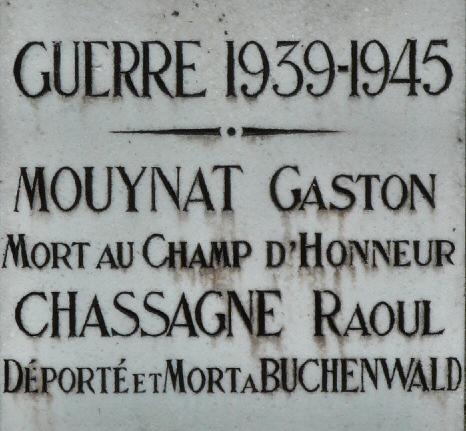 GUERRE 1939-1945
MOUYNAT GASTON
MORT AU CHAMP D'HONNEUR
CHASSAGNE RAOUL
DÉPORTÉ ET MORT A BUCHENWALD